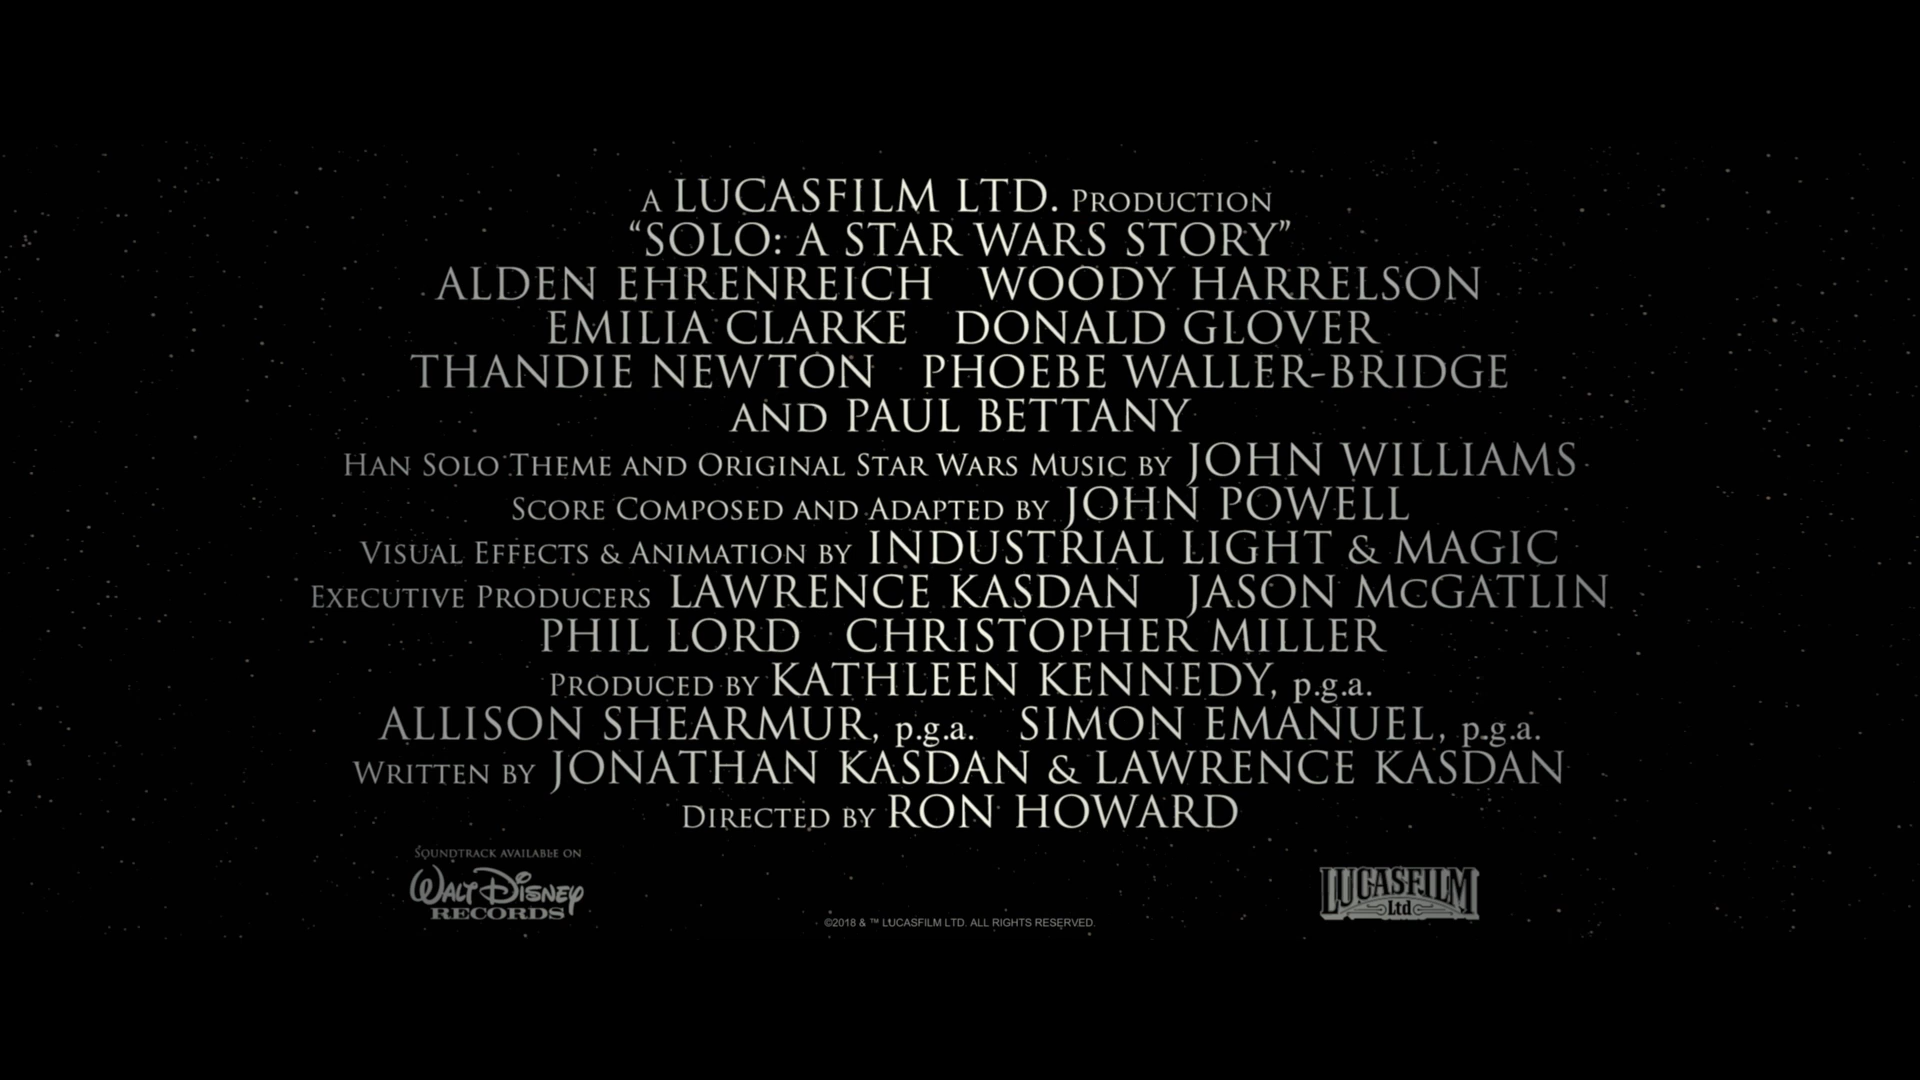 A LUCASFILM LTD. PRODUCTION
“SOLO: A STAR WARS STORY”
ALDEN EHRENREICH WOODY HARRELSON
EMILIA CLARKE DONALD GLOVER
THANDIE NEWTON PHOEBE WALLER-BRIDGE
AND PAUL BETTANY
HAN SOLO THEME AND ORIGINAL STAR WARS MUSIC BY JOHN WILLIAMS
SCORE COMPOSED AND ADAPTED BY JOHN POWELL
VISUAL EFFECTS & ANIMATION BY INDUSTRIAL LIGHT & MAGIC
EXECUTIVE PRODUCERS LAWRENCE KASDAN JASON McGATLIN
PHIL LORD CHRISTOPHER MILLER
PRODUCED BY KATHLEEN KENNEDY, p.g.a.
ALLISON SHEARMUR, p.g.a. SIMON EMANUEL, p.g.a.
WRITTEN BY JONATHAN KASDAN & LAWRENCE KASDAN
DIRECTED BY RON HOWARD
SOUNDTRACK AVAILABLE ON
WALT DISNEY
RECORDS
©2018 & ™ LUCASFILM LTD. ALL RIGHTS RESERVED.
LUCASFILM
Ltd